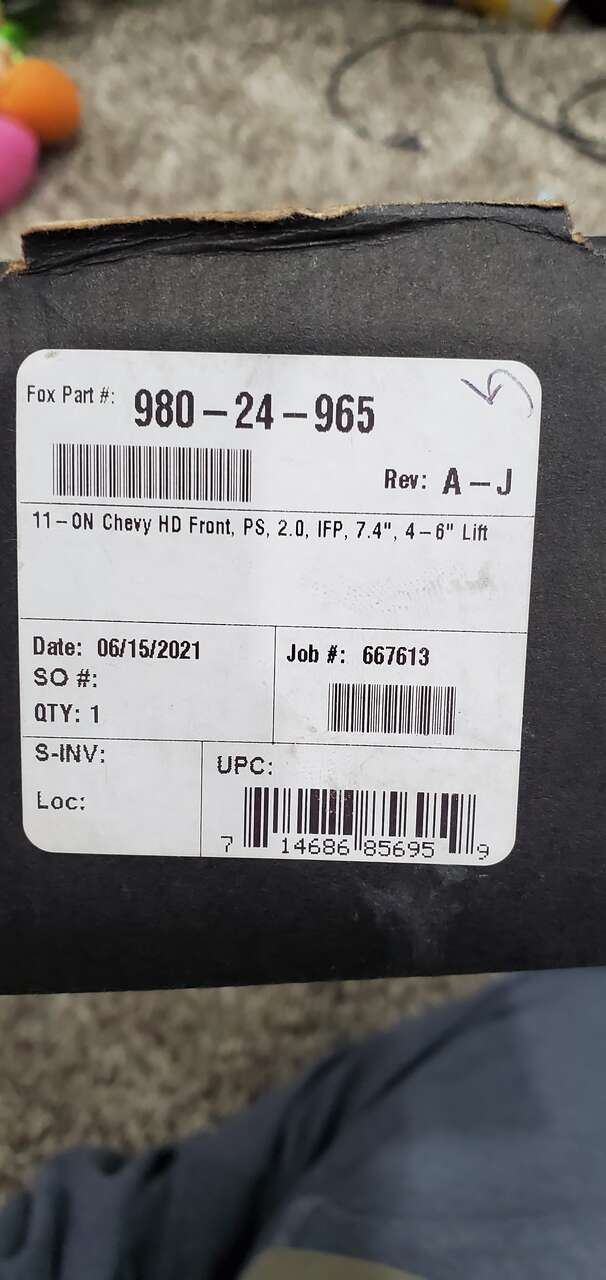 Fox Part #: 980-24-965
Rev: A-J
11-ON Chevy HD Front, PS, 2.0, IFP, 7.4", 4-6" Lift
Date: 06/15/2021
Job #: 667613
SO #:
QTY: 1
S-INV:
UPC:
Loc:
7 14686 85695 9